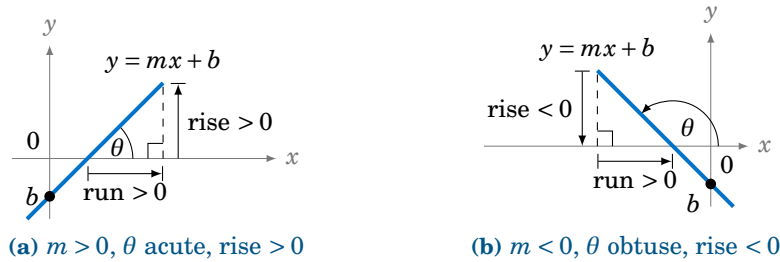 y
y = mx + b
rise > 0
0
θ
x
run > 0
b
(a) m > 0, θ acute, rise > 0
y
y = mx + b
rise < 0
θ
x
0
run > 0
b
(b) m < 0, θ obtuse, rise < 0